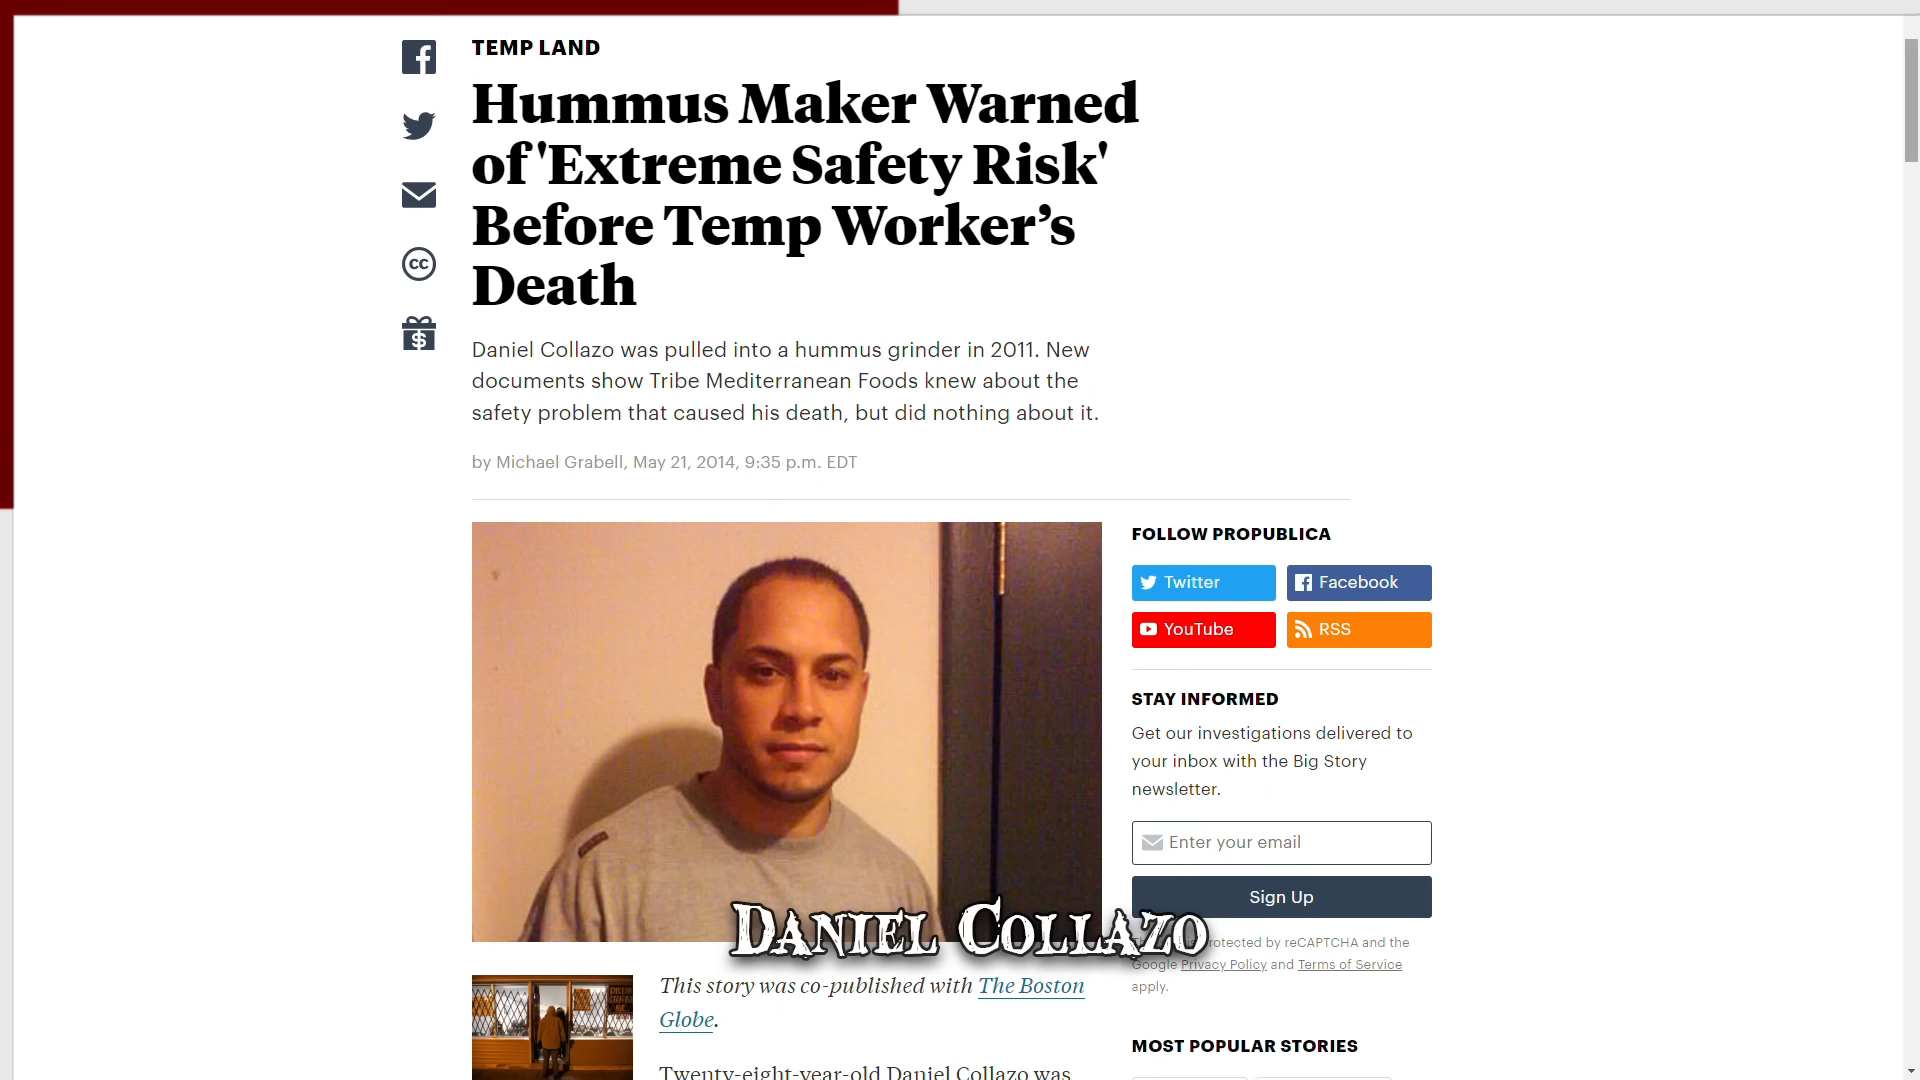 TEMP LAND
Hummus Maker Warned
of 'Extreme Safety Risk'
Before Temp Worker’s
Death
Daniel Collazo was pulled into a hummus grinder in 2011. New
documents show Tribe Mediterranean Foods knew about the
safety problem that caused his death, but did nothing about it.
by Michael Grabell, May 21, 2014, 9:35 p.m. EDT
CC
$
DANIEL COLLAZO
This story was co-published with The Boston
Globe.
Twenty-eight-year-old Daniel Collazo was
FOLLOW PROPUBLICA
Twitter
Facebook
YouTube
RSS
STAY INFORMED
Get our investigations delivered to
your inbox with the Big Story
newsletter.
Enter your email
Sign Up
protected by reCAPTCHA and the
Google Privacy Policy and Terms of Service
apply.
MOST POPULAR STORIES